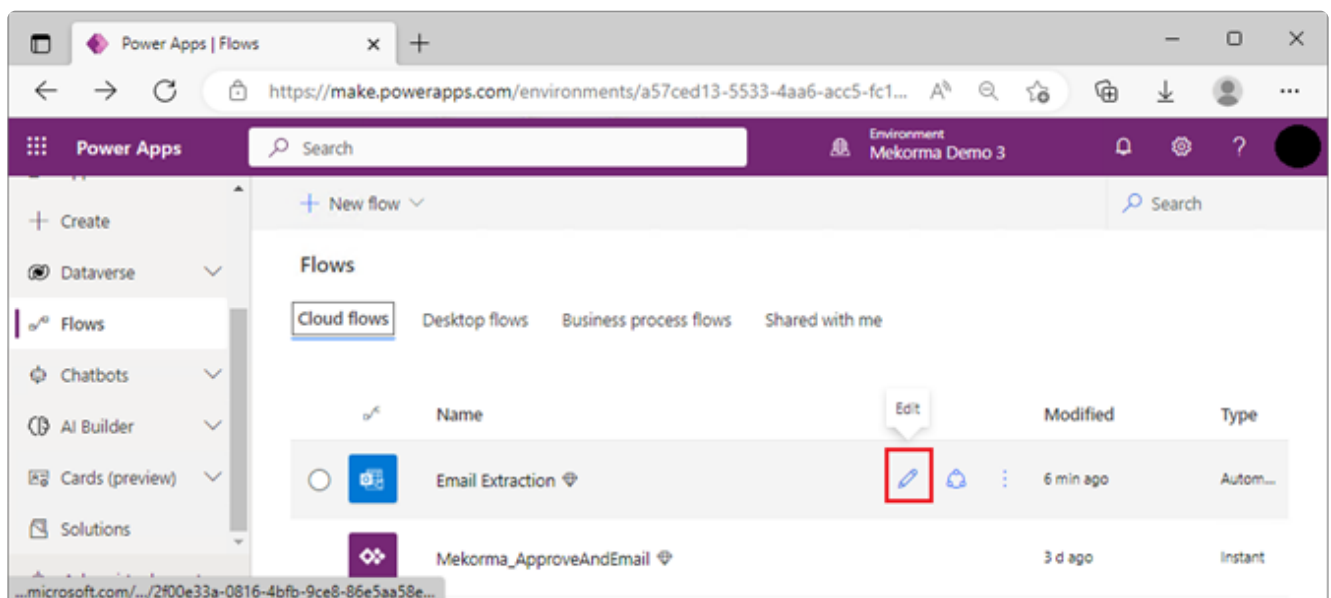 Power Apps | Flows
https://make.powerapps.com/environments/a57ced13-5533-4aa6-acc5-fc1...
Power Apps
Search
Environment
Mekorma Demo 3
?
New flow
Search
Create
Dataverse
Flows
Chatbots
AI Builder
Cards (preview)
Solutions
Flows
Cloud flows Desktop flows Business process flows Shared with me
Edit
Name Modified Type
Email Extraction 6 min ago Autom...
Mekorma_ApproveAndEmail 3 d ago Instant
...microsoft.com/.../2f00e33a-0816-4bfb-9ce8-86e5aa58e...